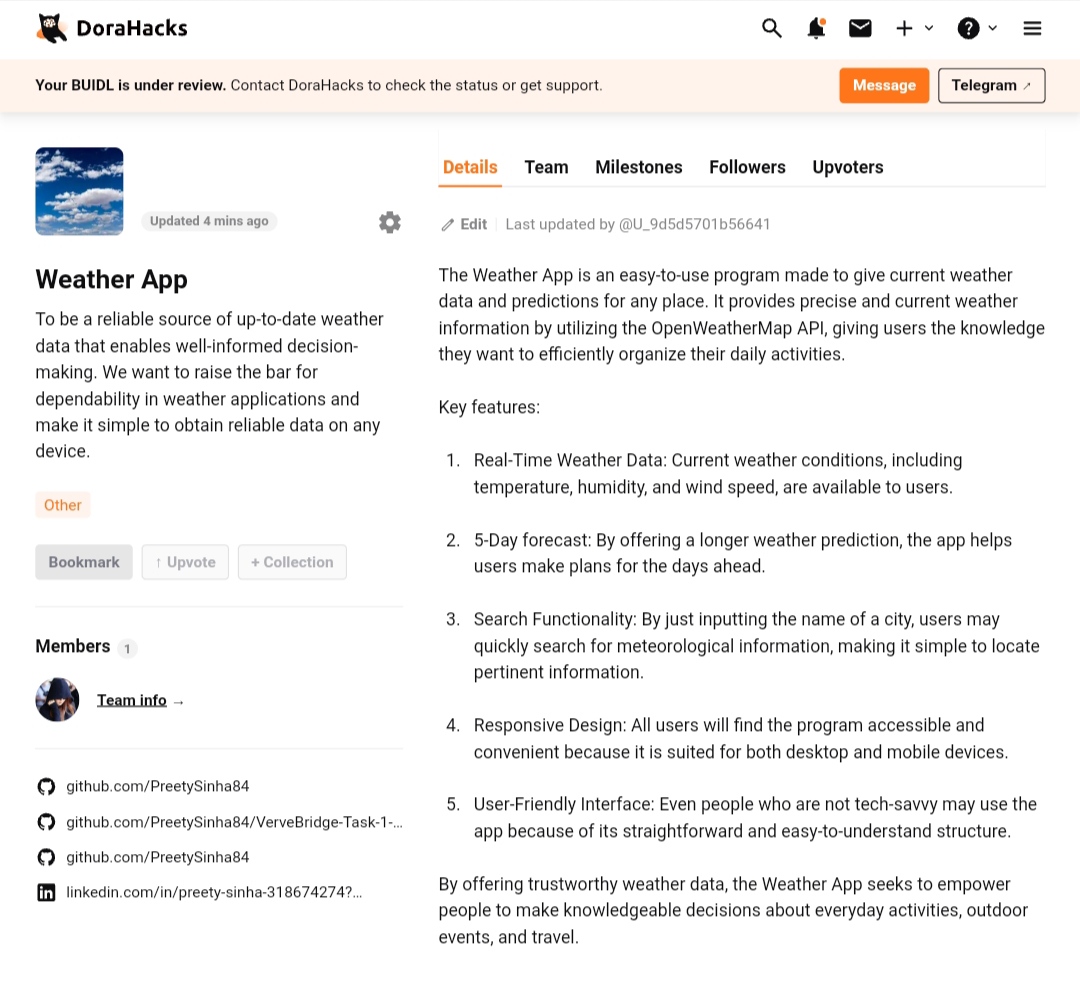 DoraHacks
Your BUIDL is under review. Contact DoraHacks to check the status or get support.
Message
Telegram ↗
Updated 4 mins ago
Weather App
To be a reliable source of up-to-date weather
data that enables well-informed decision-
making. We want to raise the bar for
dependability in weather applications and
make it simple to obtain reliable data on any
device.
Other
Bookmark
↑ Upvote
+ Collection
Members 1
Team info →
github.com/PreetySinha84
github.com/PreetySinha84/VerveBridge-Task-1-...
github.com/PreetySinha84
linkedin.com/in/preety-sinha-318674274?...
Details Team Milestones Followers Upvoters
Edit Last updated by @U_9d5d5701b56641
The Weather App is an easy-to-use program made to give current weather
data and predictions for any place. It provides precise and current weather
information by utilizing the OpenWeatherMap API, giving users the knowledge
they want to efficiently organize their daily activities.
Key features:
1. Real-Time Weather Data: Current weather conditions, including
temperature, humidity, and wind speed, are available to users.
2. 5-Day forecast: By offering a longer weather prediction, the app helps
users make plans for the days ahead.
3. Search Functionality: By just inputting the name of a city, users may
quickly search for meteorological information, making it simple to locate
pertinent information.
4. Responsive Design: All users will find the program accessible and
convenient because it is suited for both desktop and mobile devices.
5. User-Friendly Interface: Even people who are not tech-savvy may use the
app because of its straightforward and easy-to-understand structure.
By offering trustworthy weather data, the Weather App seeks to empower
people to make knowledgeable decisions about everyday activities, outdoor
events, and travel.